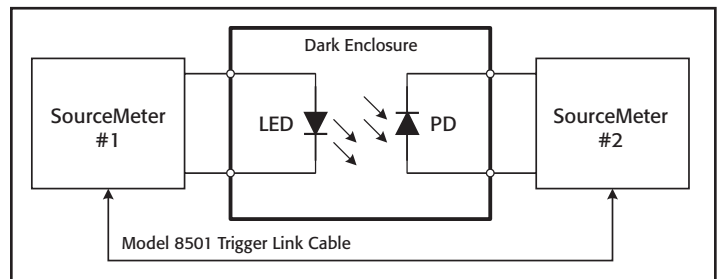 Dark Enclosure
SourceMeter
#1
LED
PD
SourceMeter
#2
Model 8501 Trigger Link Cable